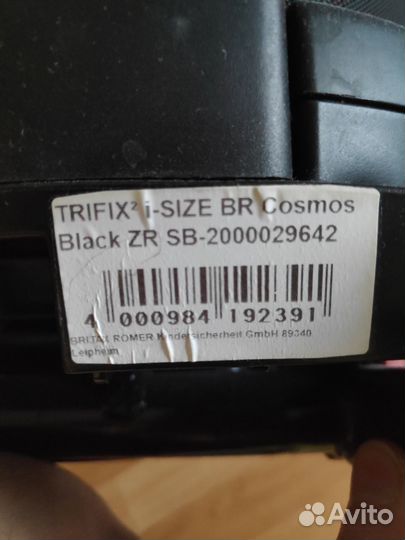 TRIFIX² i-SIZE BR Cosmos
Black ZR SB-2000029642
4 000984 192391
BRITAX RÖMER Kindersicherheit GmbH 89340
Leipheim
Avito